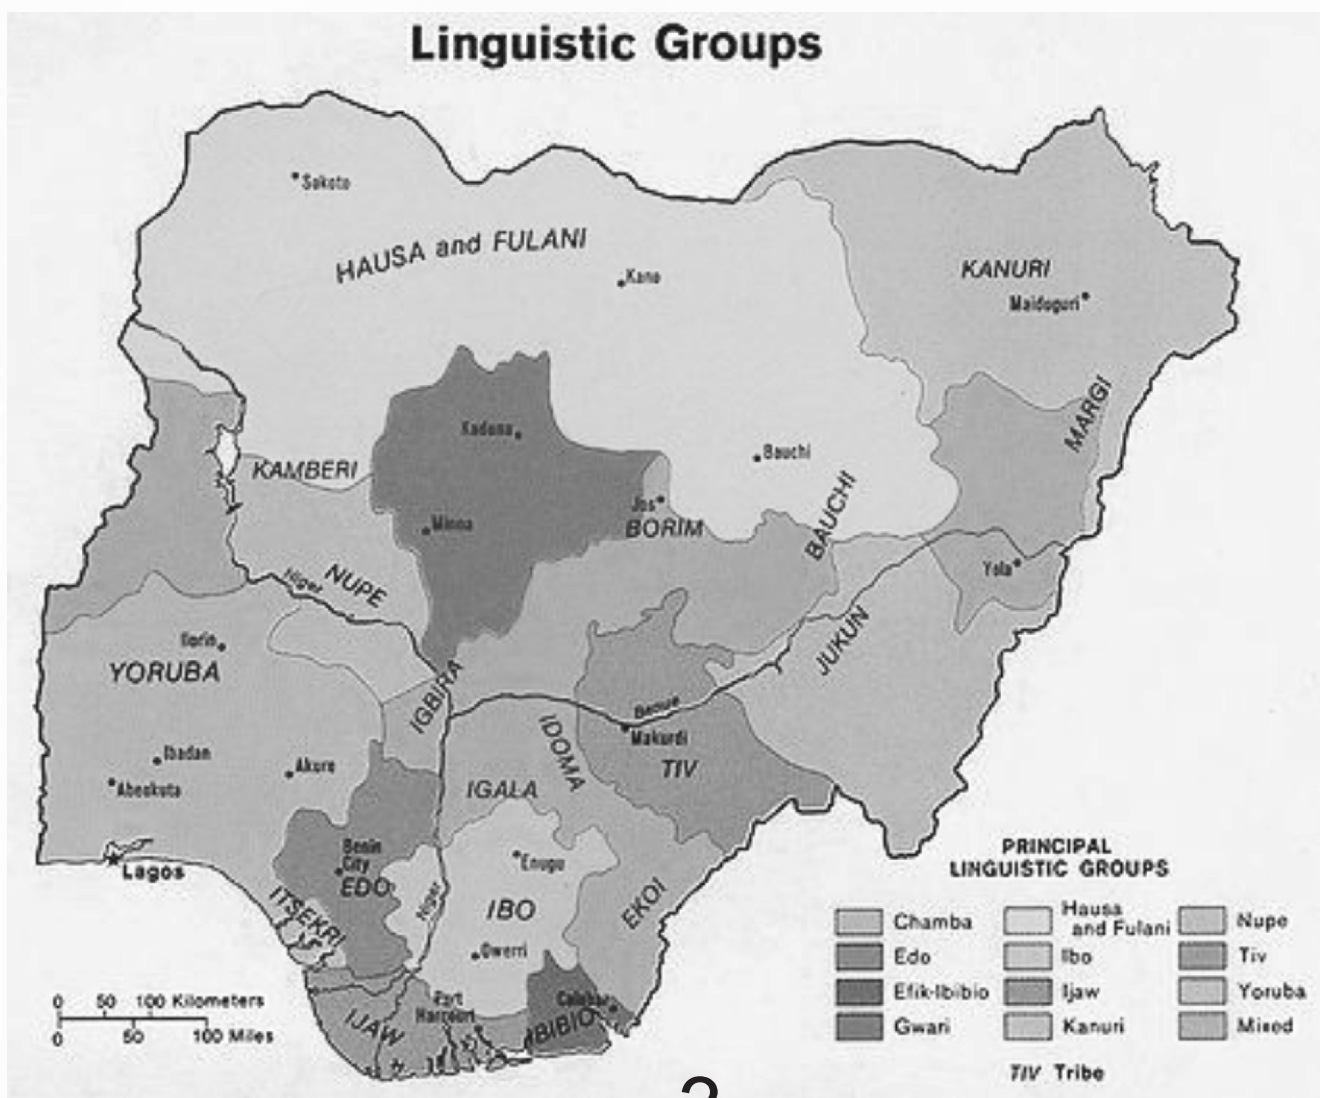 Linguistic Groups
Sokoto
HAUSA and FULANI
Kano
KANURI
Maiduguri
MARGI
Kaduna
KAMBERI
Bauchi
BAUCHI
Jos
BORIM
Minna
NUPE
Niger
Yola
JUKUN
Ilorin
YORUBA
IGBIRA
Benue
Makurdi
IDOMA
TIV
IGALA
Ibadan
Akure
Abeokuta
Lagos
Benin
City
EDO
ITSEKRI
Niger
Enugu
IBO
EKOI
Owerri
Port
Harcourt
IJAW
Calabar
IBIBIO
0 50 100 Kilometers
0 50 100 Miles
PRINCIPAL
LINGUISTIC GROUPS
Chamba
Edo
Efik-Ibibio
Gwari
Hausa
and Fulani
Ibo
Ijaw
Kanuri
Nupe
Tiv
Yoruba
Mixed
TIV Tribe